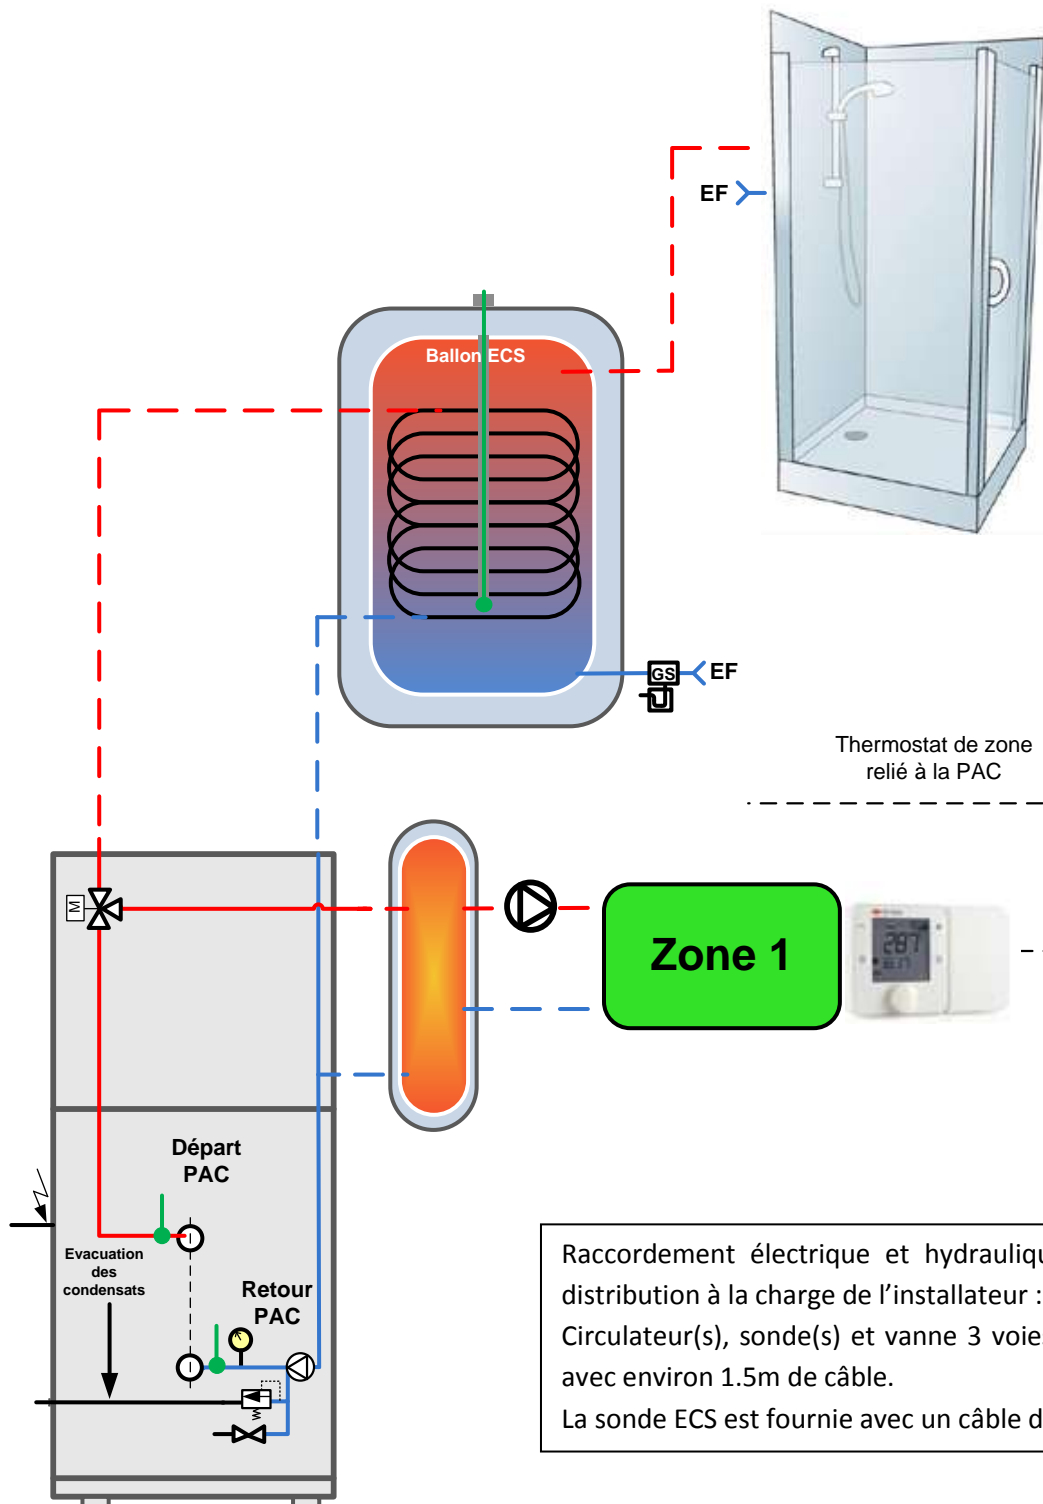 EF
Ballon ECS
GS
EF
Thermostat de zone
relié à la PAC
M
Zone 1
Départ
PAC
Evacuation
des
condensats
Retour
PAC
Raccordement électrique et hydrauliqu
distribution à la charge de l'installateur :
Circulateur(s), sonde(s) et vanne 3 voies
avec environ 1.5m de câble.
La sonde ECS est fournie avec un câble d